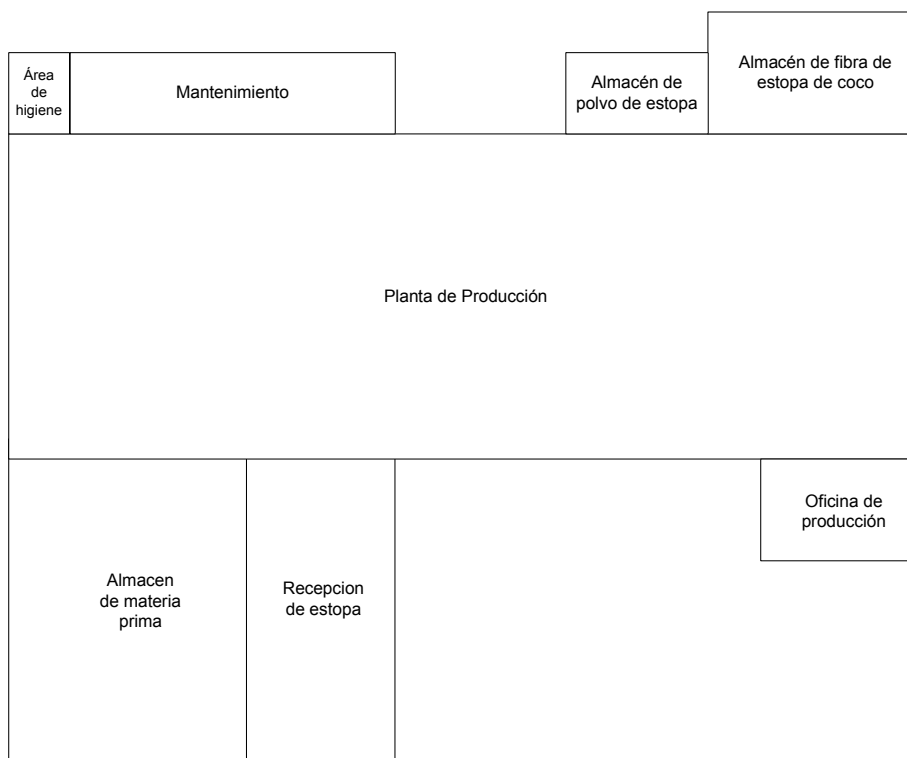 Área
de
higiene
Mantenimiento
Almacén de
polvo de estopa
Almacén de fibra de
estopa de coco
Planta de Producción
Almacen
de materia
prima
Recepcion
de estopa
Oficina de
producción